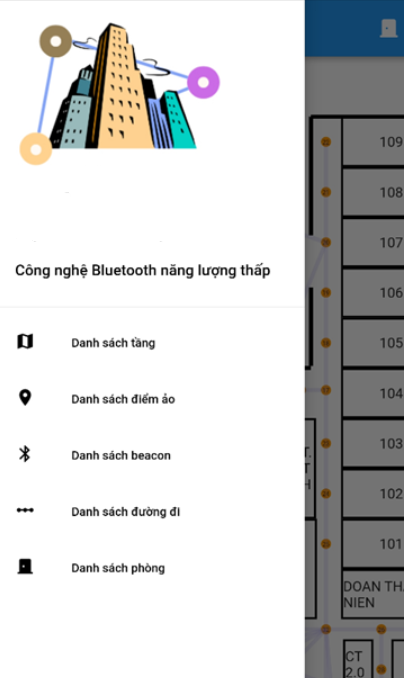 Công nghệ Bluetooth năng lượng thấp
Danh sách tầng
Danh sách điểm ảo
Danh sách beacon
Danh sách đường đi
Danh sách phòng
109
108
107
106
105
104
103
102
101
DOAN TH
NIEN
CT
2.0